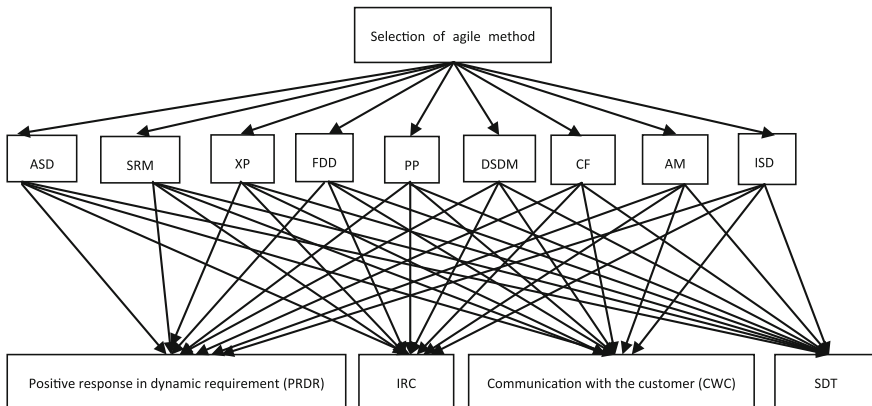 Selection of agile method
ASD
SRM
XP
FDD
PP
DSDM
CF
AM
ISD
Positive response in dynamic requirement (PRDR)
IRC
Communication with the customer (CWC)
SDT